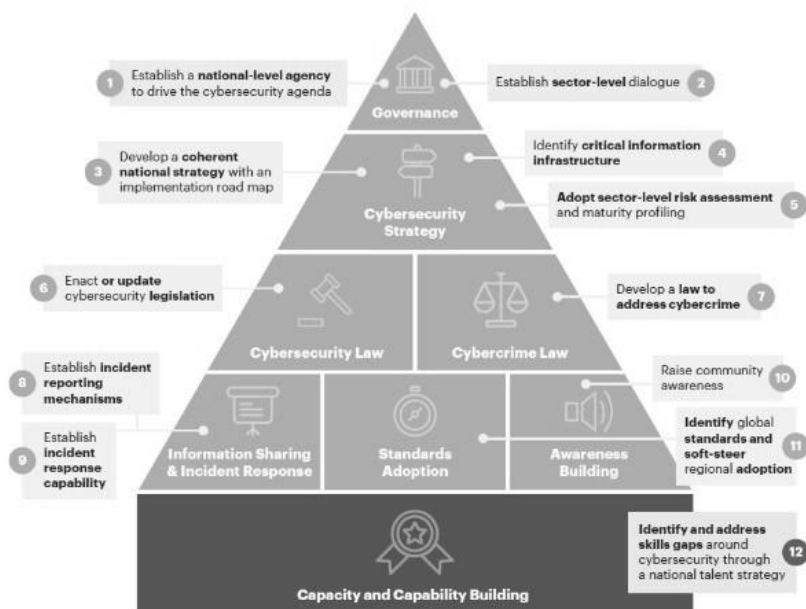 1
Establish a national-level agency
to drive the cybersecurity agenda
Establish sector-level dialogue
2
Governance
3
Develop a coherent
national strategy with an
implementation road map
Identify critical information
infrastructure
4
Adopt sector-level risk assessment
and maturity profiling
5
Cybersecurity
Strategy
6
Enact or update
cybersecurity legislation
Develop a law to
address cybercrime
7
Cybersecurity Law
Cybercrime Law
8
Establish incident
reporting
mechanisms
Raise community
awareness
10
9
Establish
incident
response
capability
Information Sharing
& Incident Response
Standards
Adoption
Awareness
Building
Identify global
standards and
soft-steer
regional adoption
11
Identify and address
skills gaps around
cybersecurity through
a national talent strategy
12
Capacity and Capability Building